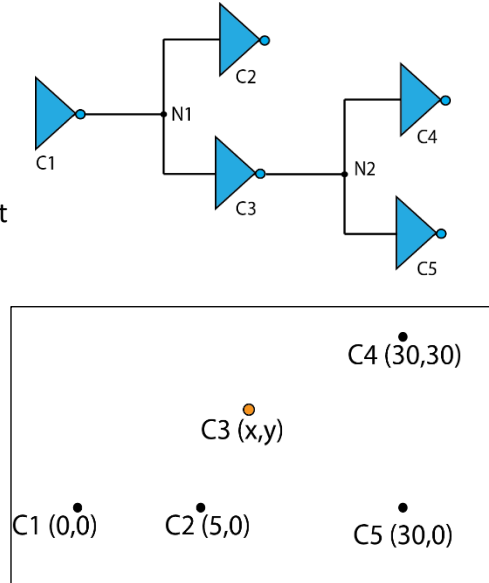 C2
N1
C1
C4
N2
C3
t
C5
C4 (30,30)
C3 (x,y)
C1 (0,0)
C2 (5,0)
C5 (30,0)